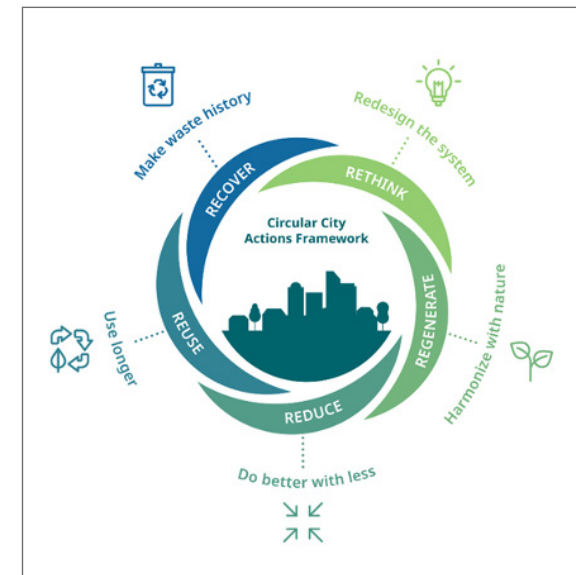 Make waste history
Redesign the system
RECOVER
RETHINK
Circular City
Actions Framework
REUSE
REGENERATE
Use longer
Harmonize with nature
REDUCE
Do better with less